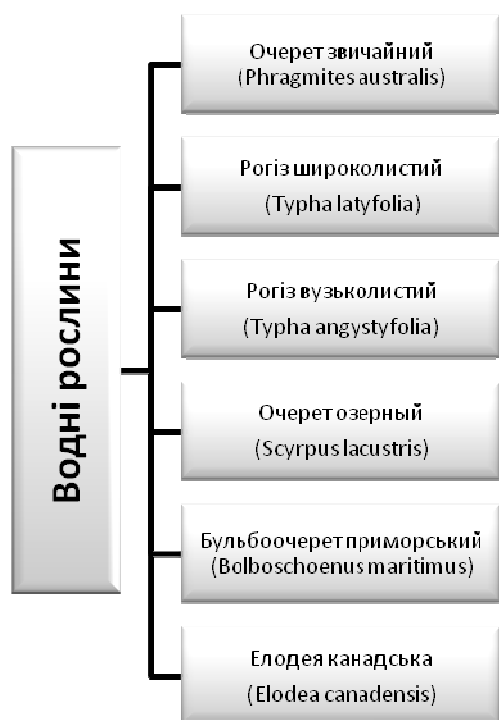 Водні рослини
Очерет звичайний
(Phragmites australis)
Рогіз широколистий
(Typha latyfolia)
Рогіз вузьколистий
(Typha angystyfolia)
Очерет озерный
(Scyrpus lacustris)
Бульбоочерет приморський
(Bolboschoenus maritimus)
Елодея канадська
(Elodea canadensis)